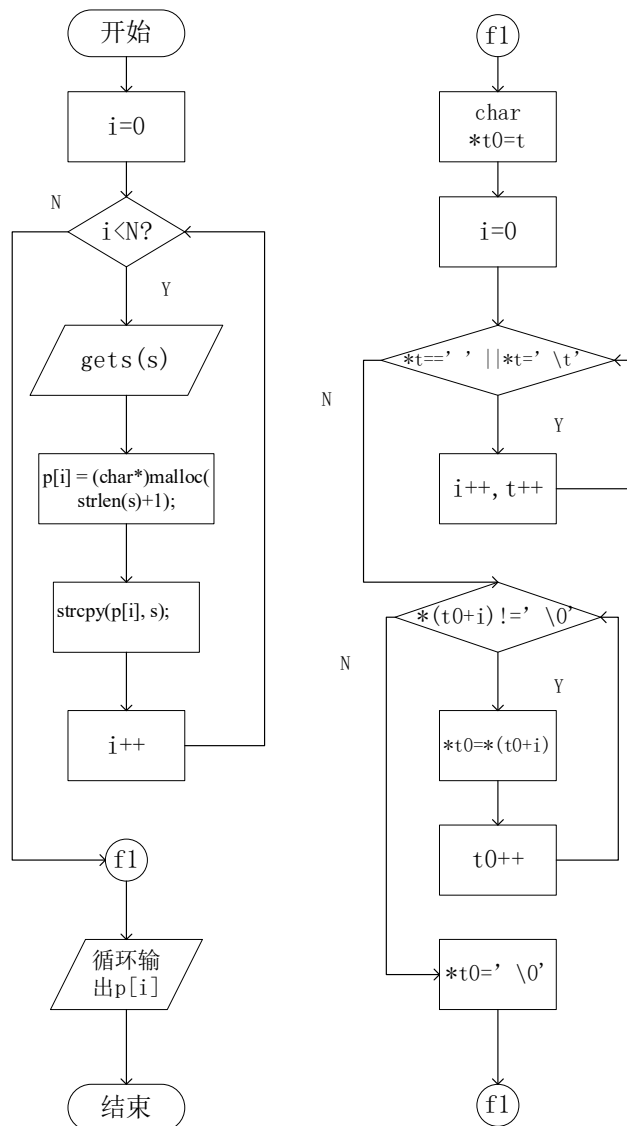 开始
i=0
N
i<N?
Y
gets(s)
p[i] = (char*)malloc(
strlen(s)+1);
strcpy(p[i], s);
i++
f1
循环输
出p[i]
结束
f1
char
*t0=t
i=0
*t==' '||*t='\t'
N
Y
i++,t++
*(t0+i)!='\0'
N
Y
*t0=*(t0+i)
t0++
*t0='\0'
f1